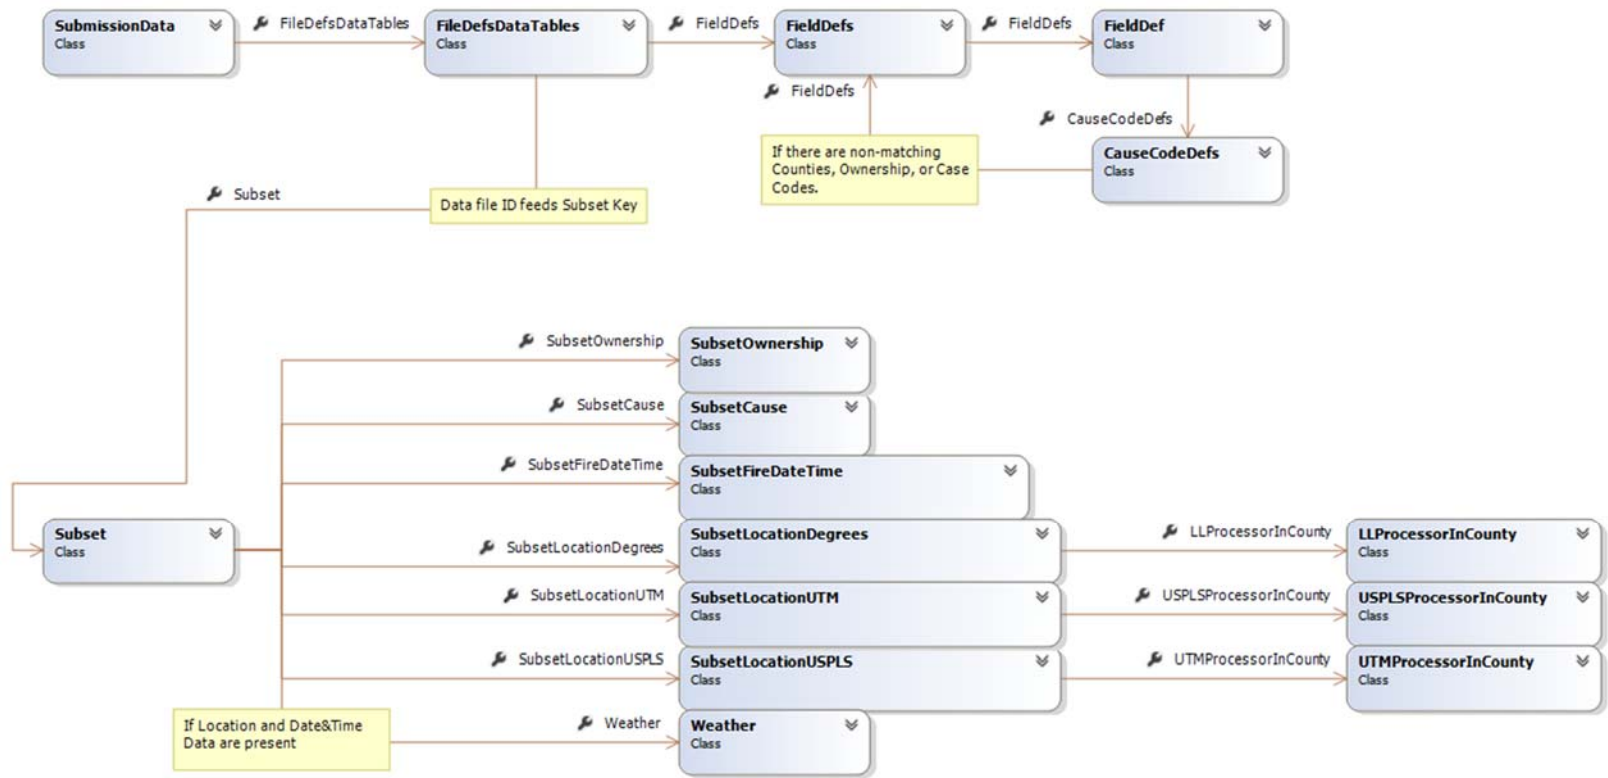 SubmissionData
Class
FileDefsDataTables
FileDefsDataTables
Class
FieldDefs
FieldDefs
Class
FieldDefs
FieldDef
Class
FieldDefs
CauseCodeDefs
If there are non-matching
Counties, Ownership, or Case
Codes.
CauseCodeDefs
Class
Subset
Data file ID feeds Subset Key
SubsetOwnership
SubsetOwnership
Class
SubsetCause
SubsetCause
Class
SubsetFireDateTime
SubsetFireDateTime
Class
Subset
Class
SubsetLocationDegrees
SubsetLocationDegrees
Class
LLProcessorInCounty
LLProcessorInCounty
Class
SubsetLocationUTM
SubsetLocationUTM
Class
USPLSProcessorInCounty
USPLSProcessorInCounty
Class
SubsetLocationUSPLS
SubsetLocationUSPLS
Class
UTMProcessorInCounty
UTMProcessorInCounty
Class
If Location and Date&Time
Data are present
Weather
Weather
Class